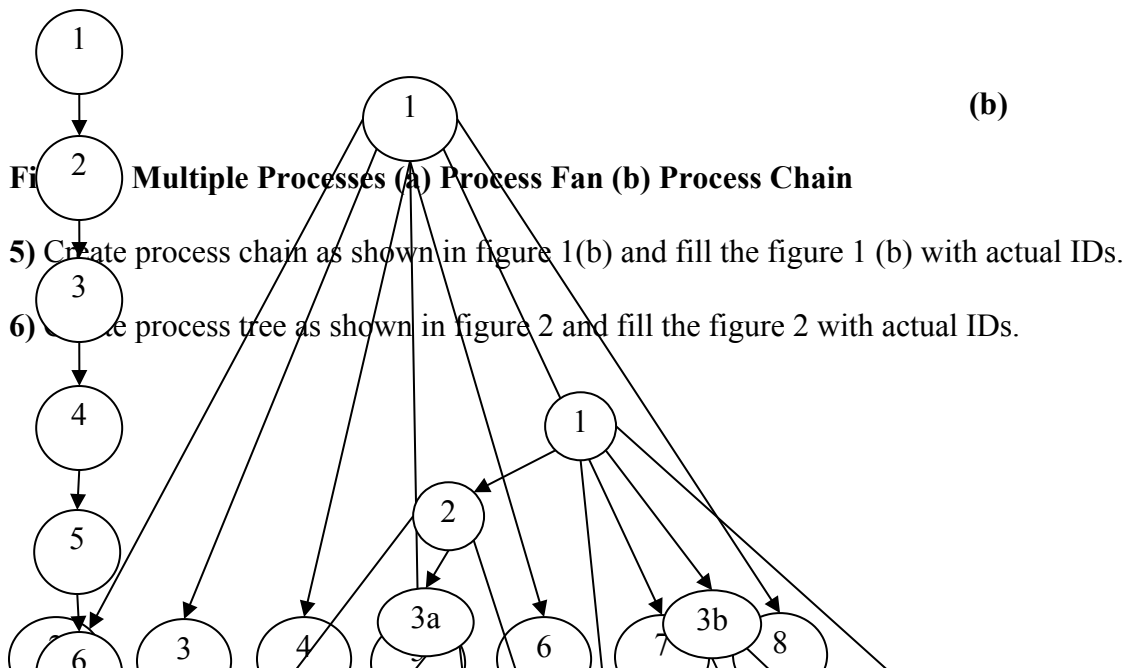 1
1
(b)
2
Fi Multiple Processes (a) Process Fan (b) Process Chain
5) Create process chain as shown in figure 1(b) and fill the figure 1 (b) with actual IDs.
3
6) process tree as shown in figure 2 and fill the figure 2 with actual IDs.
4
1
2
5
3a
3b
3
4
6
7
8
6